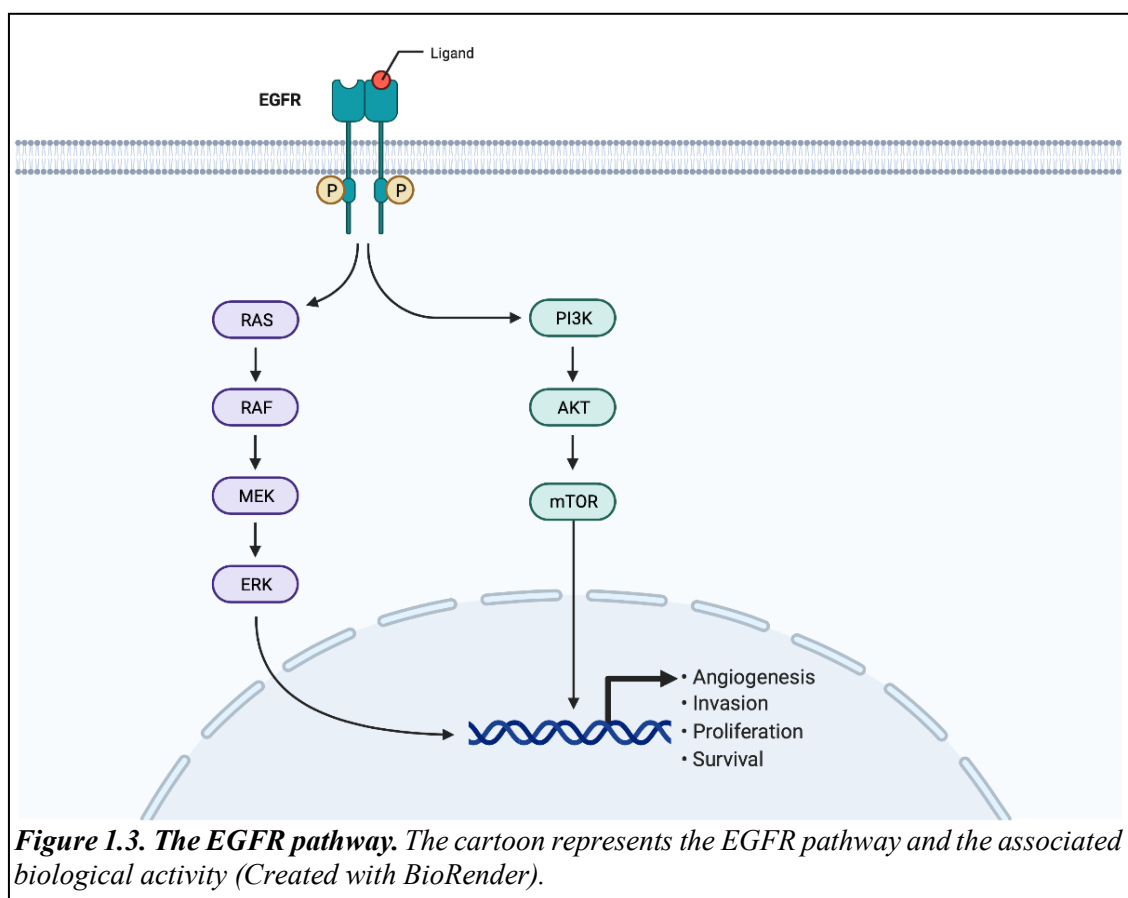 Ligand
EGFR
P
P
RAS
PI3K
RAF
AKT
MEK
mTOR
ERK
• Angiogenesis
• Invasion
• Proliferation
• Survival
Figure 1.3. The EGFR pathway. The cartoon represents the EGFR pathway and the associated
biological activity (Created with BioRender).